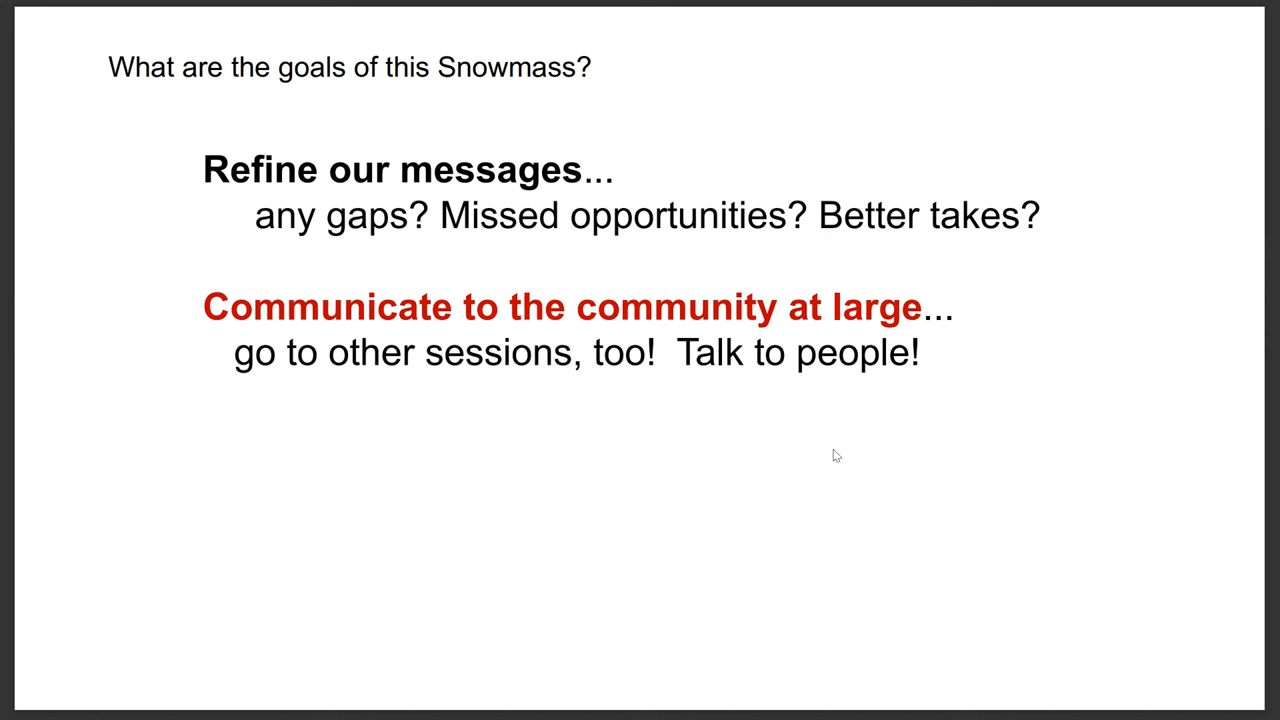 What are the goals of this Snowmass?
Refine our messages...
any gaps? Missed opportunities? Better takes?
Communicate to the community at large...
go to other sessions, too!  Talk to people!